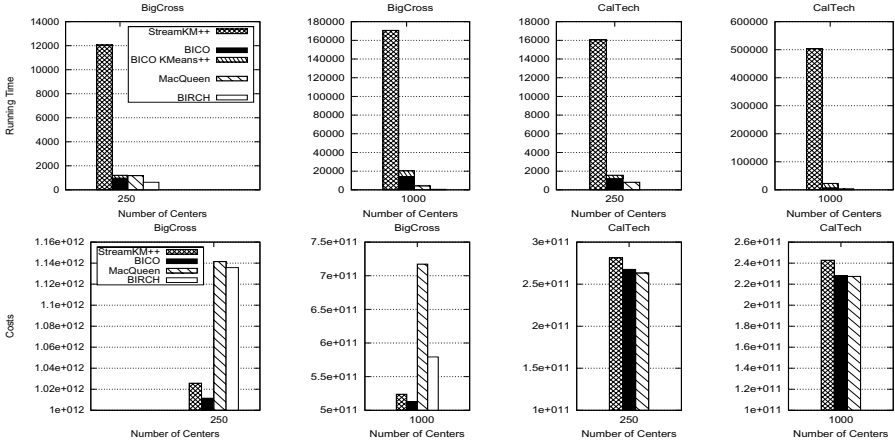 BigCross
14000
12000
10000
8000
6000
4000
2000
0
Running Time
StreamKM++
BICO
BICO KMeans++
MacQueen
BIRCH
250
Number of Centers
BigCross
180000
160000
140000
120000
100000
80000
60000
40000
20000
0
1000
Number of Centers
CalTech
18000
16000
14000
12000
10000
8000
6000
4000
2000
0
250
Number of Centers
CalTech
600000
500000
400000
300000
200000
100000
0
1000
Number of Centers
BigCross
1.16e+012
1.14e+012
1.12e+012
1.1e+012
1.08e+012
1.06e+012
1.04e+012
1.02e+012
1e+012
Costs
StreamKM++
BICO
MacQueen
BIRCH
250
Number of Centers
BigCross
7.5e+011
7e+011
6.5e+011
6e+011
5.5e+011
5e+011
1000
Number of Centers
CalTech
3e+011
2.5e+011
2e+011
1.5e+011
1e+011
250
Number of Centers
CalTech
2.6e+011
2.4e+011
2.2e+011
2e+011
1.8e+011
1.6e+011
1.4e+011
1.2e+011
1e+011
1000
Number of Centers